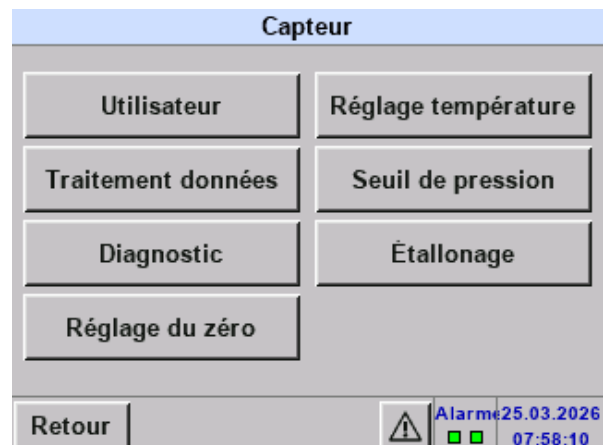 Capteur
Utilisateur
Réglage température
Traitement données
Seuil de pression
Diagnostic
Étallonage
Réglage du zéro
Retour
Alarme
25.03.2026
07:58:10